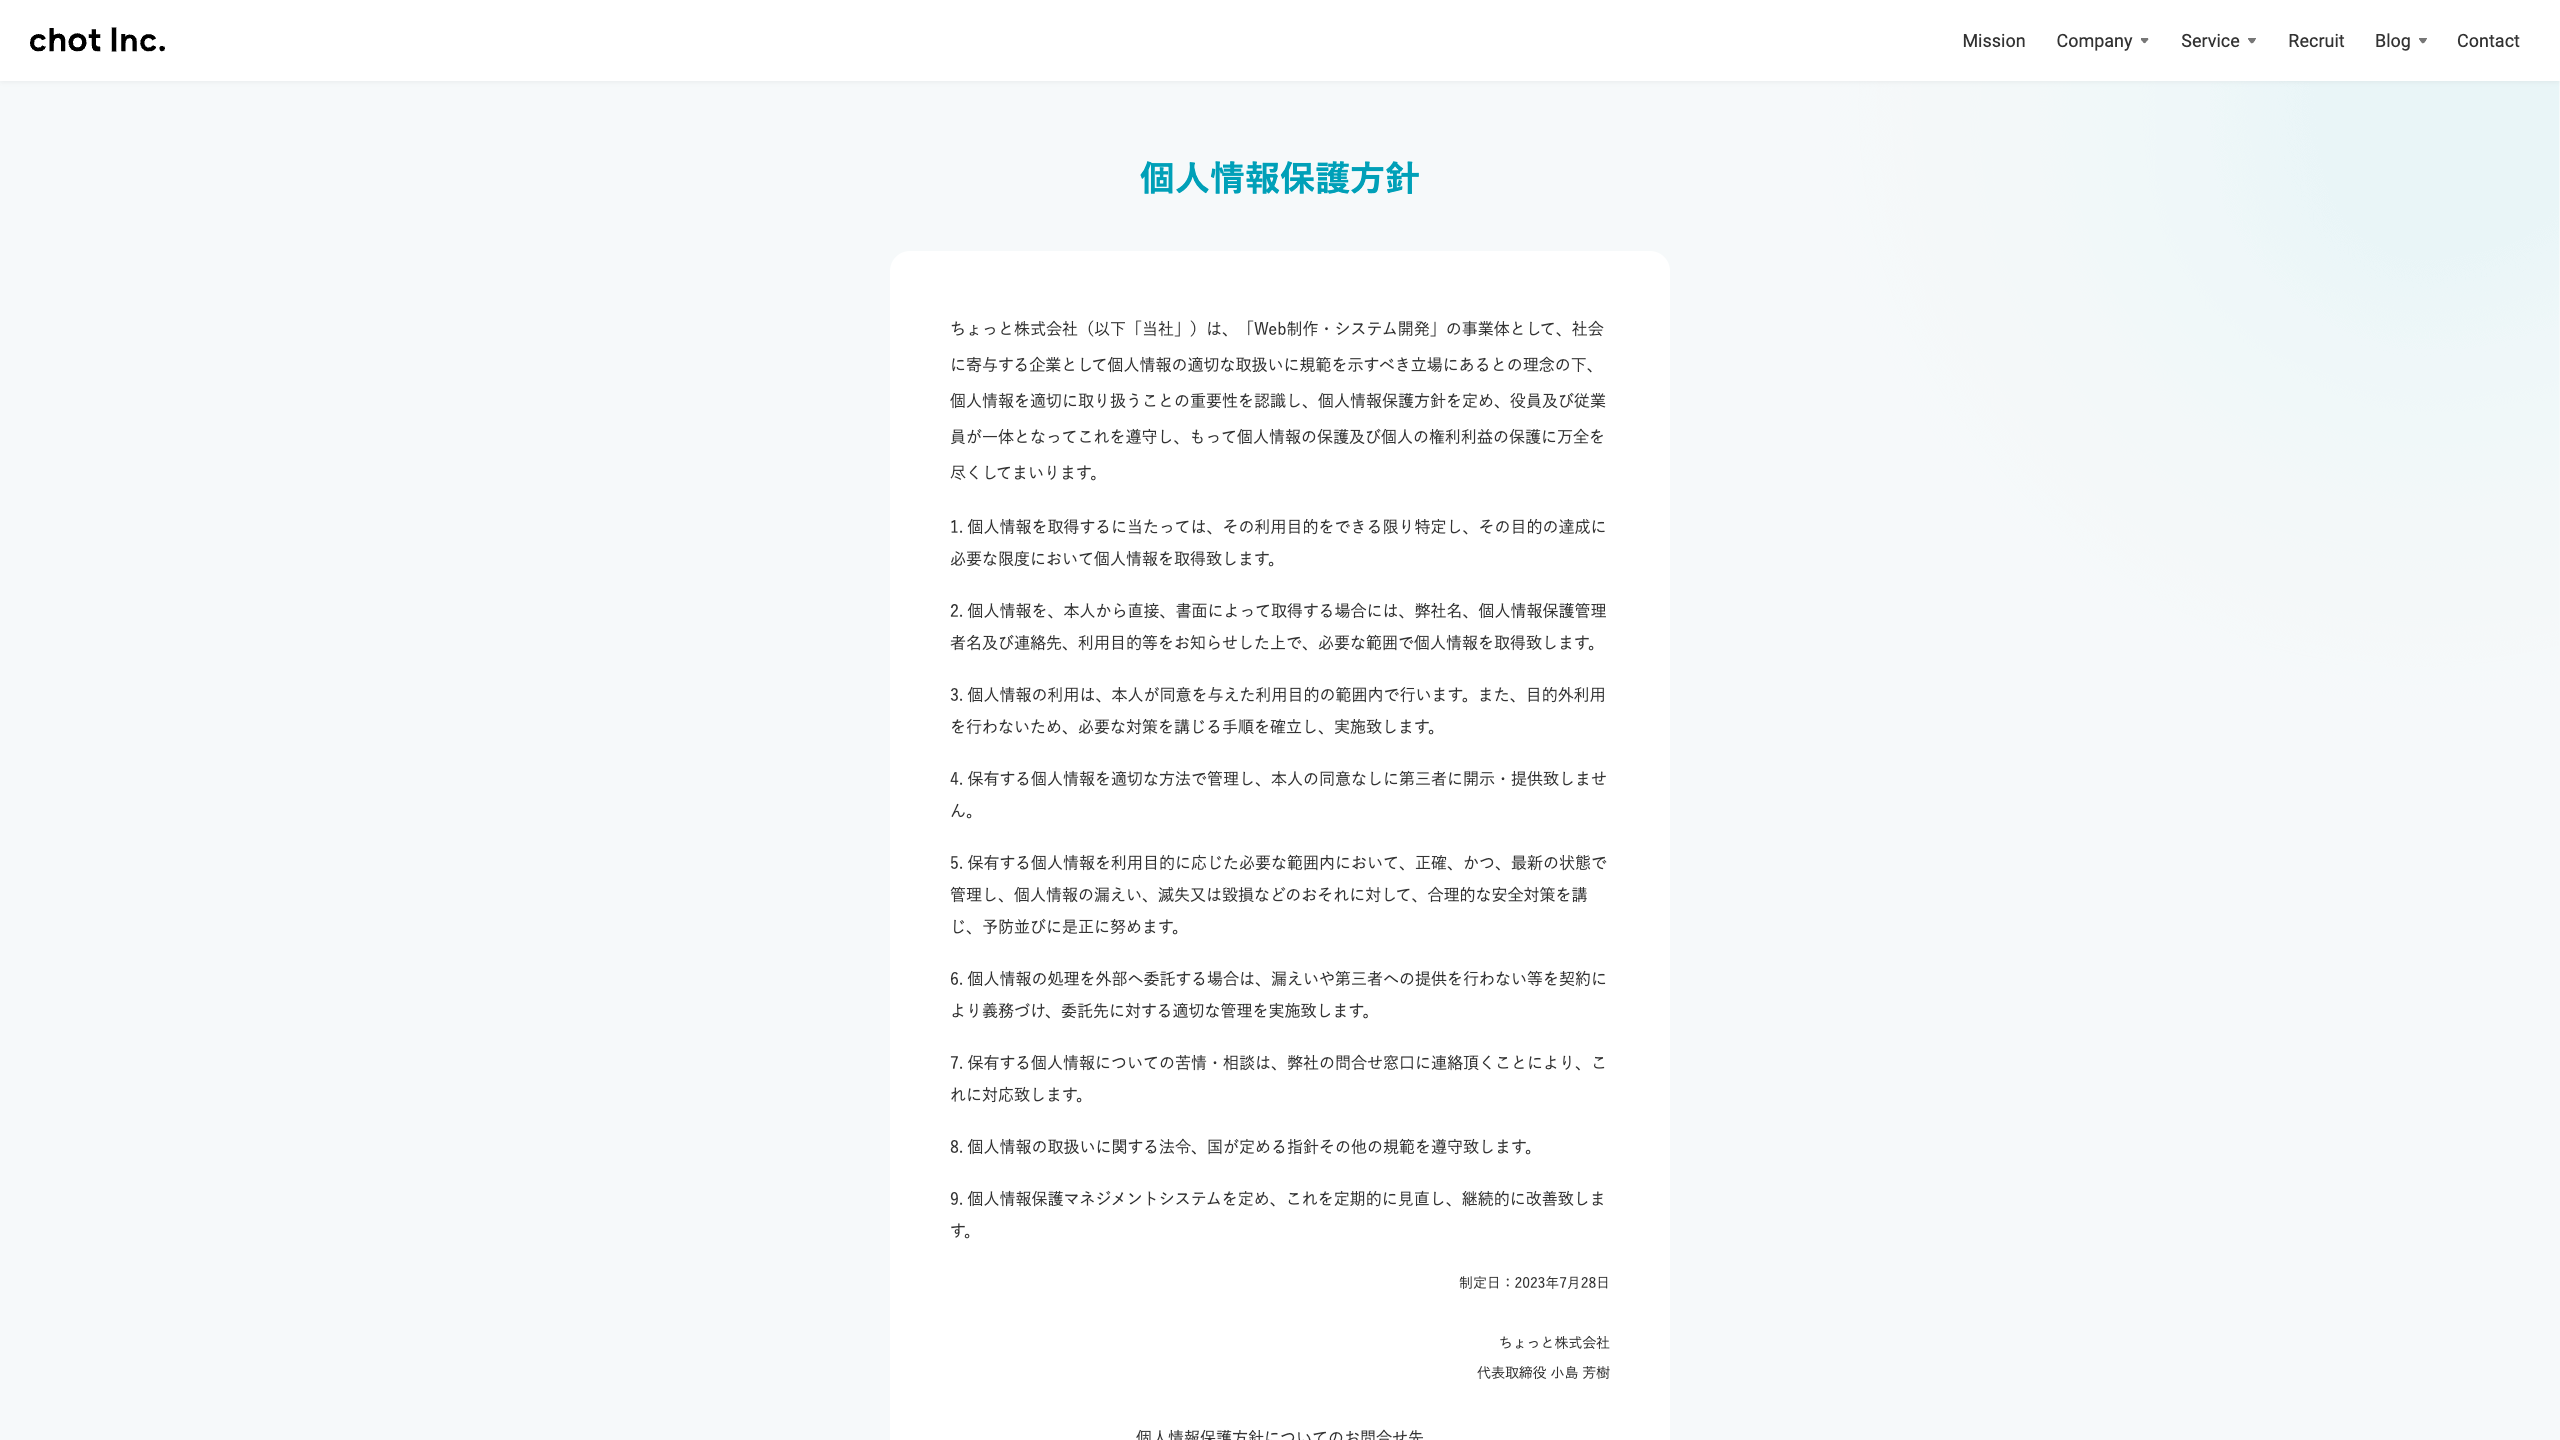 chot Inc.
Mission Company Service Recruit Blog Contact
個人情報保護方針
ちょっと株式会社（以下「当社」）は、「Web制作・システム開発」の事業体として、社会
に寄与する企業として個人情報の適切な取扱いに規範を示すべき立場にあるとの理念の下、
個人情報を適切に取り扱うことの重要性を認識し、個人情報保護方針を定め、役員及び従業
員が一体となってこれを遵守し、もって個人情報の保護及び個人の権利利益の保護に万全を
尽くしてまいります。
1. 個人情報を取得するに当たっては、その利用目的をできる限り特定し、その目的の達成に
必要な限度において個人情報を取得致します。
2. 個人情報を、本人から直接、書面によって取得する場合には、弊社名、個人情報保護管理
者名及び連絡先、利用目的等をお知らせした上で、必要な範囲で個人情報を取得致します。
3. 個人情報の利用は、本人が同意を与えた利用目的の範囲内で行います。また、目的外利用
を行わないため、必要な対策を講じる手順を確立し、実施致します。
4. 保有する個人情報を適切な方法で管理し、本人の同意なしに第三者に開示・提供致しませ
ん。
5. 保有する個人情報を利用目的に応じた必要な範囲内において、正確、かつ、最新の状態で
管理し、個人情報の漏えい、滅失又は毀損などのおそれに対して、合理的な安全対策を講
じ、予防並びに是正に努めます。
6. 個人情報の処理を外部へ委託する場合は、漏えいや第三者への提供を行わない等を契約に
より義務づけ、委託先に対する適切な管理を実施致します。
7. 保有する個人情報についての苦情・相談は、弊社の問合せ窓口に連絡頂くことにより、こ
れに対応致します。
8. 個人情報の取扱いに関する法令、国が定める指針その他の規範を遵守致します。
9. 個人情報保護マネジメントシステムを定め、これを定期的に見直し、継続的に改善致しま
す。
制定日：2023年7月28日
ちょっと株式会社
代表取締役 小島 芳樹
個人情報保護方針についてのお問合せ先